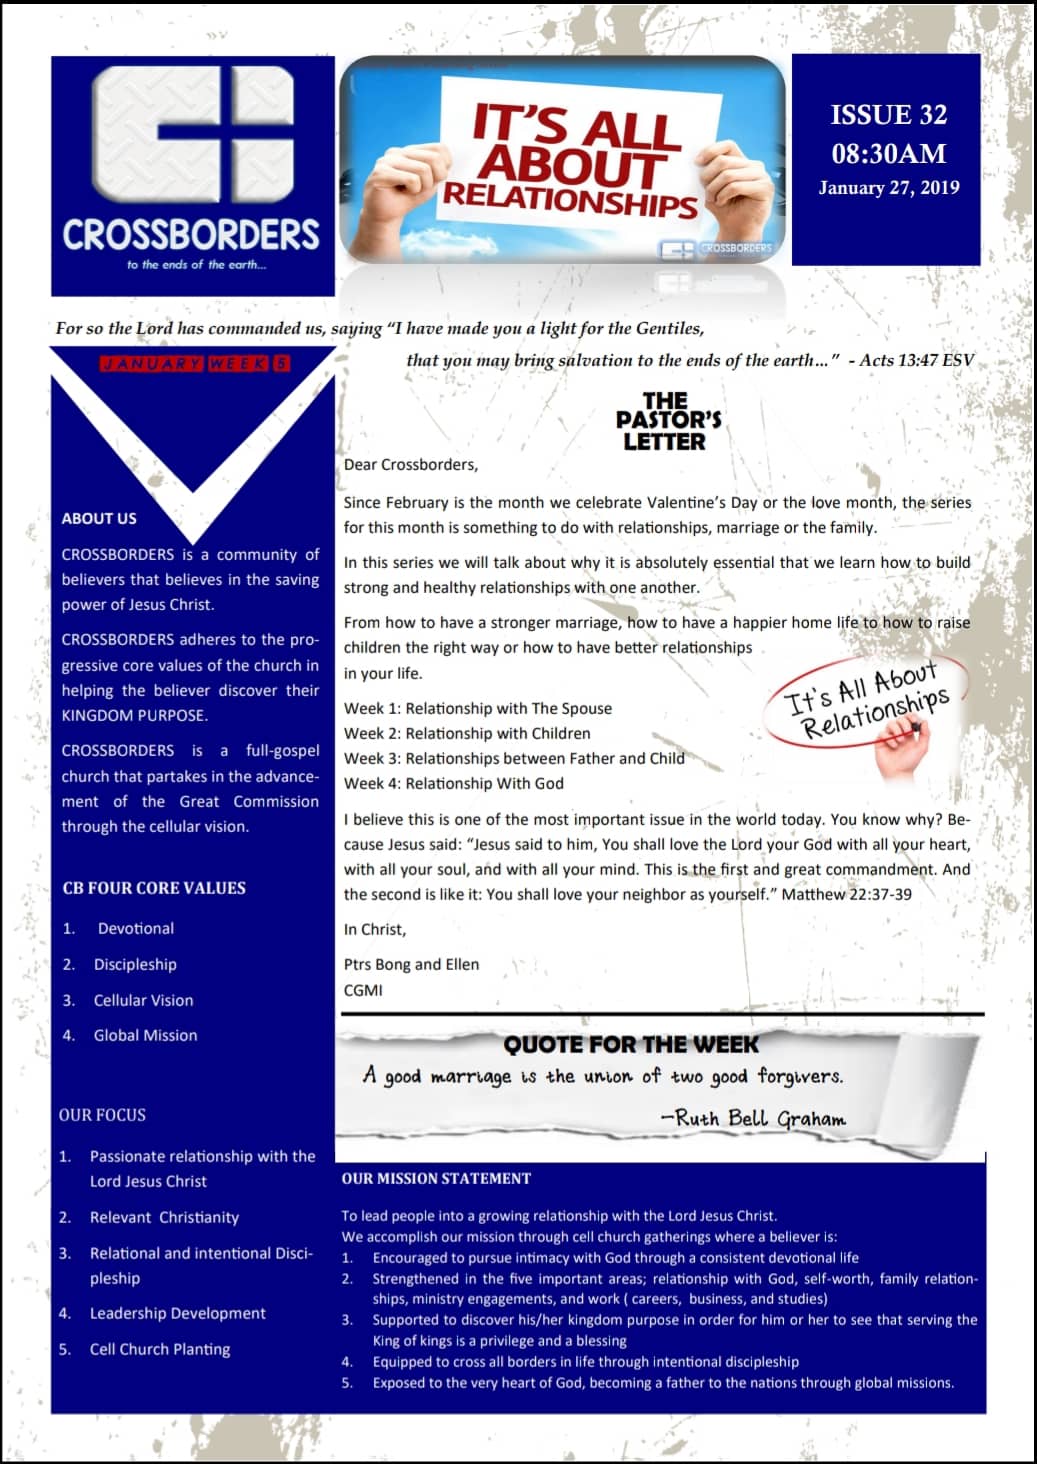 CROSSBORDERS
to the ends of the earth...
IT'S ALL
ABOUT
RELATIONSHIPS
CROSSBORDERS
ISSUE 32
08:30AM
January 27, 2019
For so the Lord has commanded us, saying “I have made you a light for the Gentiles,
that you may bring salvation to the ends of the earth...” - Acts 13:47 ESV
JANUARY WEEK 5
ABOUT US
CROSSBORDERS is a community of
believers that believes in the saving
power of Jesus Christ.
CROSSBORDERS adheres to the pro-
gressive core values of the church in
helping the believer discover their
KINGDOM PURPOSE.
CROSSBORDERS is a full-gospel
church that partakes in the advance-
ment of the Great Commission
through the cellular vision.
CB FOUR CORE VALUES
1. Devotional
2. Discipleship
3. Cellular Vision
4. Global Mission
OUR FOCUS
1. Passionate relationship with the
Lord Jesus Christ
2. Relevant Christianity
3. Relational and intentional Disci-
pleship
4. Leadership Development
5. Cell Church Planting
THE
PASTOR'S
LETTER
Dear Crossborders,
Since February is the month we celebrate Valentine's Day or the love month, the series
for this month is something to do with relationships, marriage or the family.
In this series we will talk about why it is absolutely essential that we learn how to build
strong and healthy relationships with one another.
From how to have a stronger marriage, how to have a happier home life to how to raise
children the right way or how to have better relationships
in your life.
It's All About
Relationships
Week 1: Relationship with The Spouse
Week 2: Relationship with Children
Week 3: Relationships between Father and Child
Week 4: Relationship With God
I believe this is one of the most important issue in the world today. You know why? Be-
cause Jesus said: “Jesus said to him, You shall love the Lord your God with all your heart,
with all your soul, and with all your mind. This is the first and great commandment. And
the second is like it: You shall love your neighbor as yourself.” Matthew 22:37-39
In Christ,
Ptrs Bong and Ellen
CGMI
QUOTE FOR THE WEEK
A good marriage is the union of two good forgivers.
—Ruth Bell Graham
OUR MISSION STATEMENT
To lead people into a growing relationship with the Lord Jesus Christ.
We accomplish our mission through cell church gatherings where a believer is:
1. Encouraged to pursue intimacy with God through a consistent devotional life
2. Strengthened in the five important areas; relationship with God, self-worth, family relation-
ships, ministry engagements, and work ( careers, business, and studies)
3. Supported to discover his/her kingdom purpose in order for him or her to see that serving the
King of kings is a privilege and a blessing
4. Equipped to cross all borders in life through intentional discipleship
5. Exposed to the very heart of God, becoming a father to the nations through global missions.